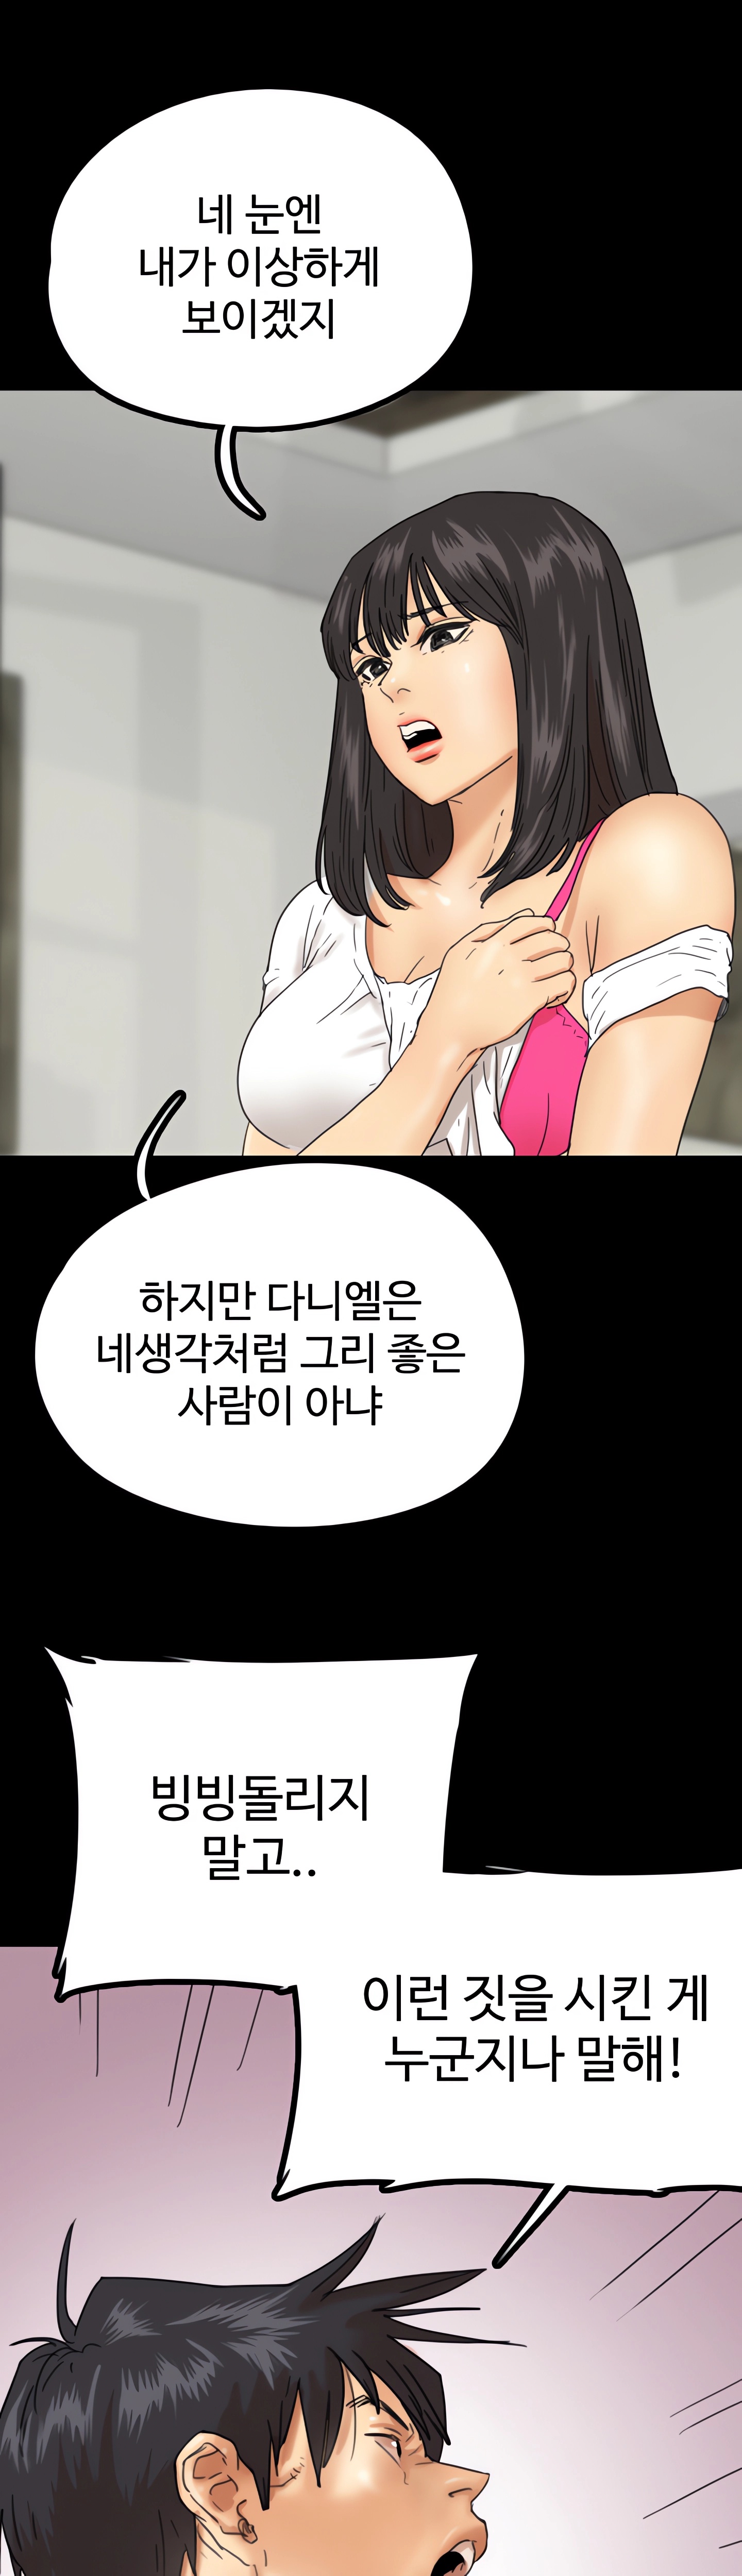 네 눈엔
내가 이상하게
보이겠지
하지만 다니엘은
네생각처럼 그리 좋은
사람이 아냐
빙빙돌리지
말고..
이런 짓을 시킨 게
누군지나 말해!